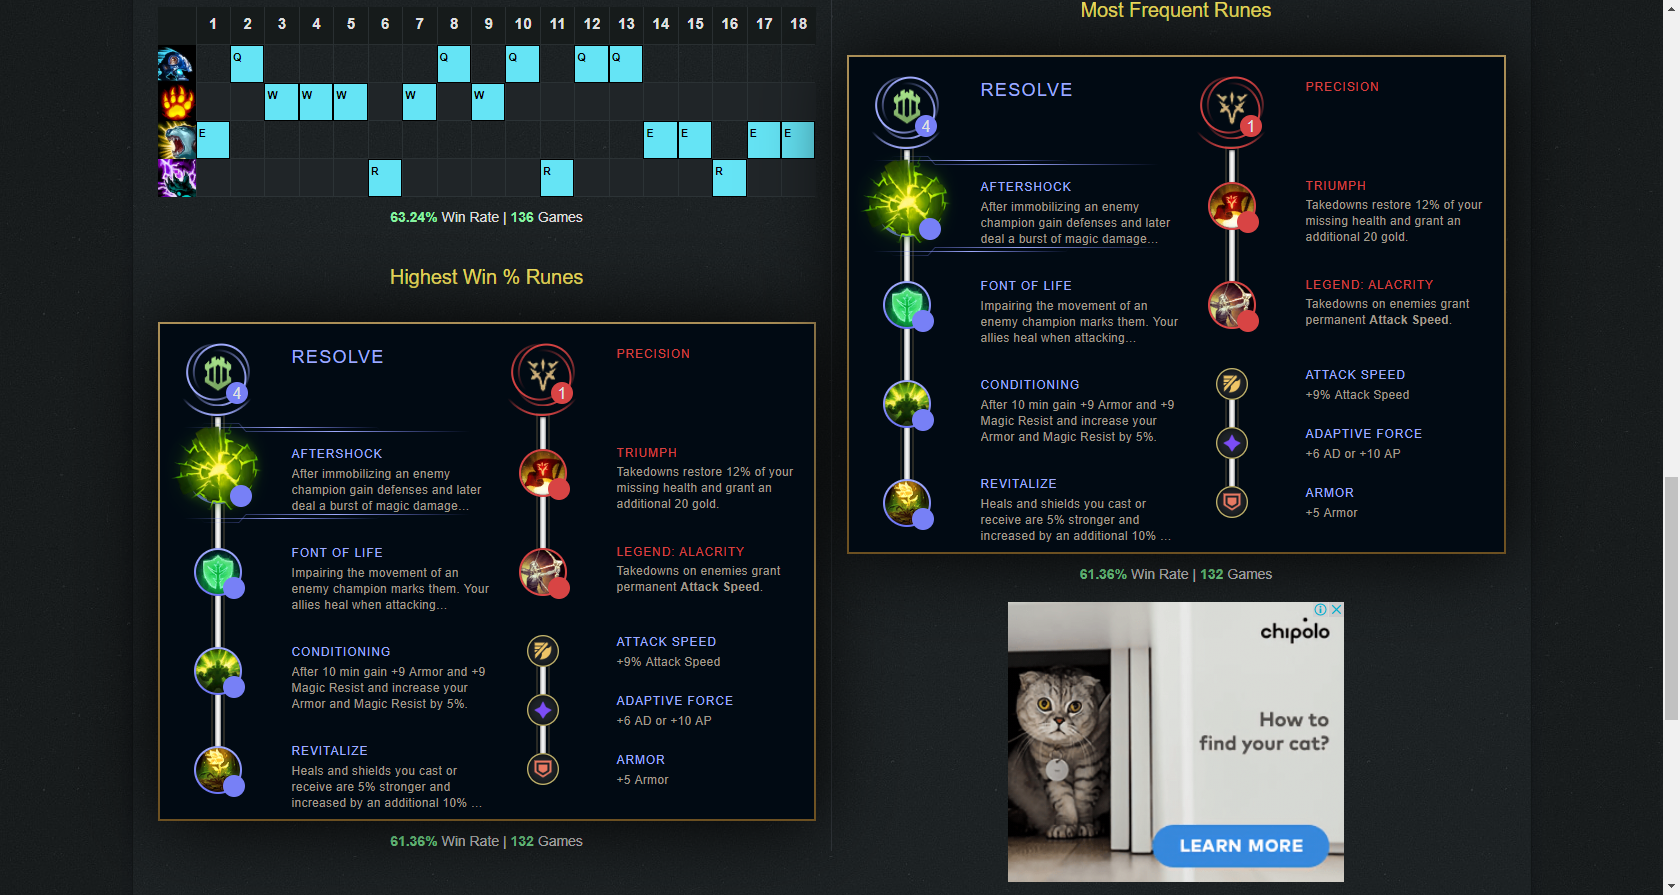 1 2 3 4 5 6 7 8 9 10 11 12 13 14 15 16 17 18
Q Q Q Q Q
W W W W W
E E E E E
R R R
63.24% Win Rate | 136 Games
Highest Win % Runes
RESOLVE
4
AFTERSHOCK
After immobilizing an enemy
champion gain defenses and later
deal a burst of magic damage...
FONT OF LIFE
Impairing the movement of an
enemy champion marks them. Your
allies heal when attacking...
CONDITIONING
After 10 min gain +9 Armor and +9
Magic Resist and increase your
Armor and Magic Resist by 5%.
REVITALIZE
Heals and shields you cast or
receive are 5% stronger and
increased by an additional 10% ...
PRECISION
1
TRIUMPH
Takedowns restore 12% of your
missing health and grant an
additional 20 gold.
LEGEND: ALACRITY
Takedowns on enemies grant
permanent Attack Speed.
ATTACK SPEED
+9% Attack Speed
ADAPTIVE FORCE
+6 AD or +10 AP
ARMOR
+5 Armor
61.36% Win Rate | 132 Games
Most Frequent Runes
RESOLVE
4
AFTERSHOCK
After immobilizing an enemy
champion gain defenses and later
deal a burst of magic damage...
FONT OF LIFE
Impairing the movement of an
enemy champion marks them. Your
allies heal when attacking...
CONDITIONING
After 10 min gain +9 Armor and +9
Magic Resist and increase your
Armor and Magic Resist by 5%.
REVITALIZE
Heals and shields you cast or
receive are 5% stronger and
increased by an additional 10% ...
PRECISION
1
TRIUMPH
Takedowns restore 12% of your
missing health and grant an
additional 20 gold.
LEGEND: ALACRITY
Takedowns on enemies grant
permanent Attack Speed.
ATTACK SPEED
+9% Attack Speed
ADAPTIVE FORCE
+6 AD or +10 AP
ARMOR
+5 Armor
61.36% Win Rate | 132 Games
chipolo
How to
find your cat?
LEARN MORE